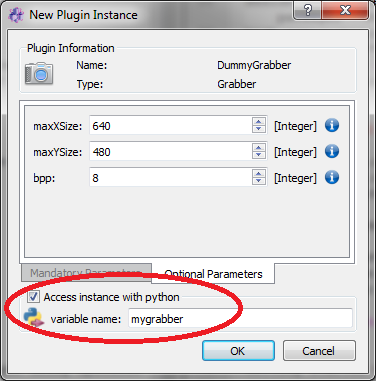 New Plugin Instance
Plugin Information
Name: DummyGrabber
Type: Grabber
maxXSize: 640 [Integer]
maxYSize: 480 [Integer]
bpp: 8 [Integer]
Mandatory Parameters Optional Parameters
Access instance with python
variable name: mygrabber
OK Cancel